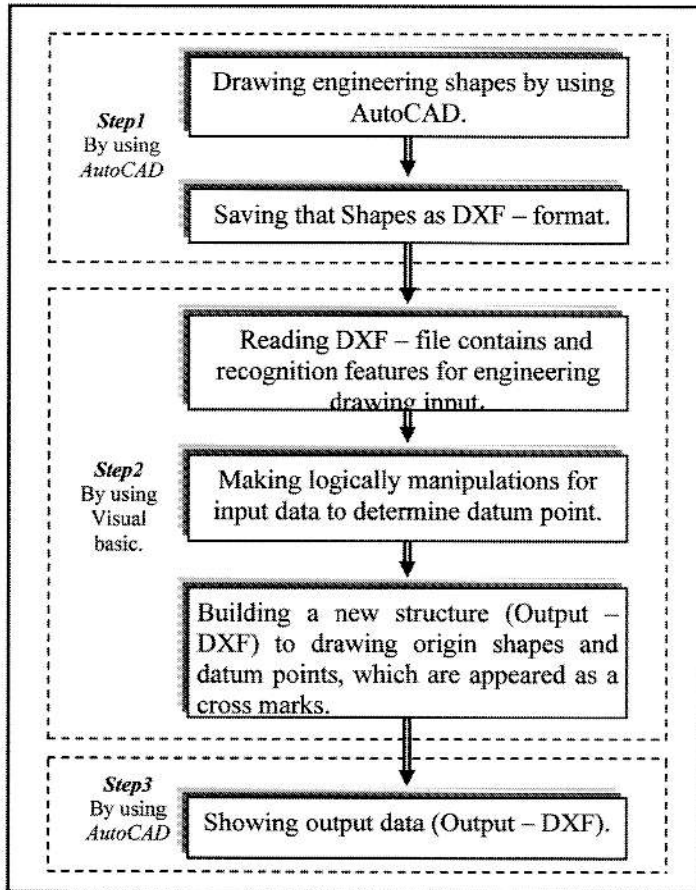 Drawing engineering shapes by using
AutoCAD.
Step1
By using
AutoCAD
Saving that Shapes as DXF – format.
Reading DXF – file contains and
recognition features for engineering
drawing input.
Step2
By using
Visual
basic.
Making logically manipulations for
input data to determine datum point.
Building a new structure (Output –
DXF) to drawing origin shapes and
datum points, which are appeared as a
cross marks.
Step3
By using
AutoCAD
Showing output data (Output – DXF).